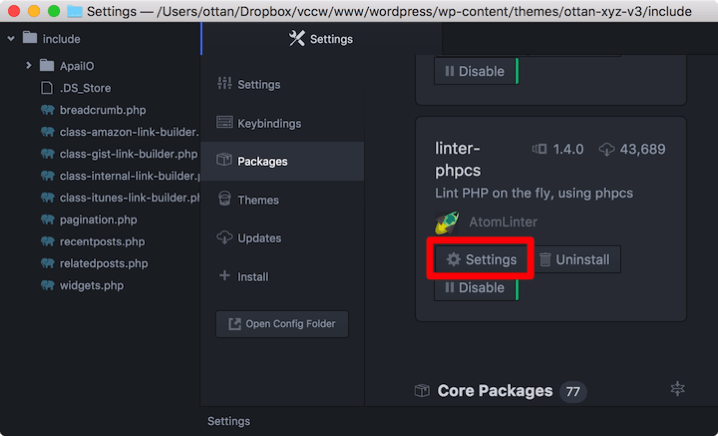 Settings — /Users/ottan/Dropbox/vccw/www/wordpress/wp-content/themes/ottan-xyz-v3/include
include
ApaiIO
.DS_Store
breadcrumb.php
class-amazon-link-builder.
class-gist-link-builder.php
class-internal-link-builder.p
class-itunes-link-builder.ph
pagination.php
recentposts.php
relatedposts.php
widgets.php
Settings
Settings
Keybindings
Packages
Themes
Updates
Install
Open Config Folder
Disable
linter-
phpcs
1.4.0 43,689
Lint PHP on the fly, using phpcs
AtomLinter
Settings Uninstall
Disable
Core Packages 77
Settings